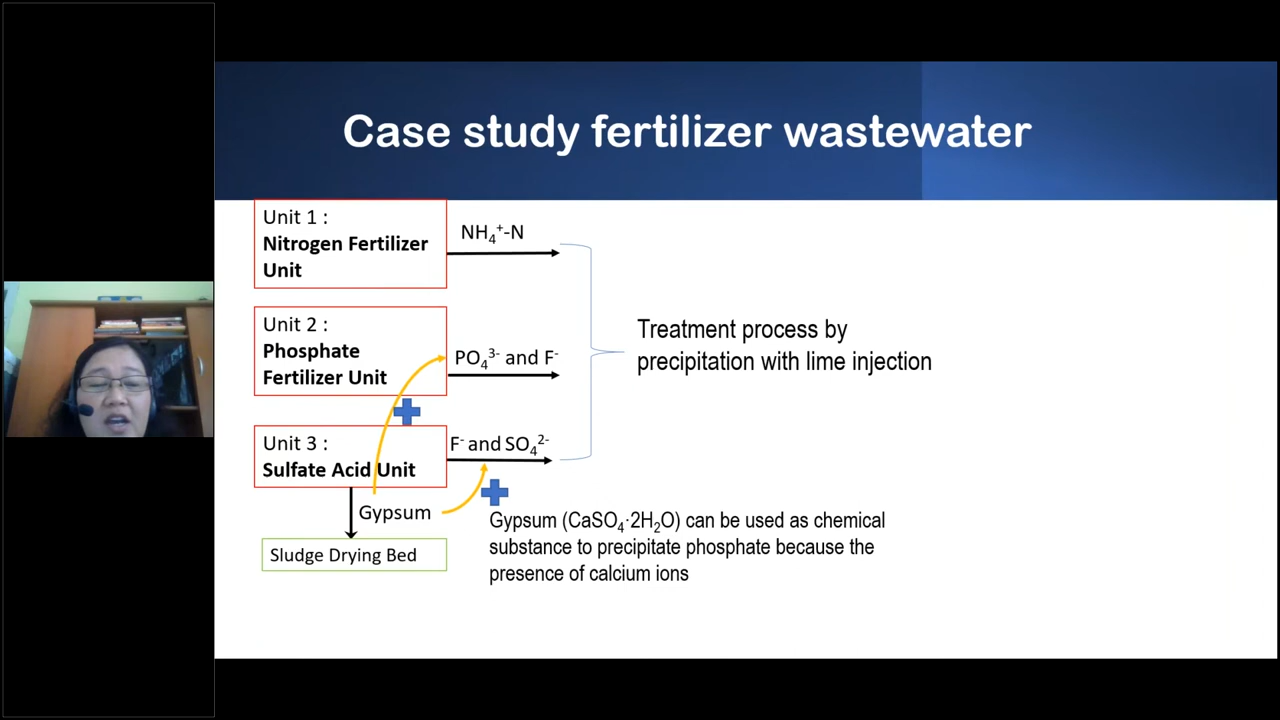 Case study fertilizer wastewater
Unit 1 :
Nitrogen Fertilizer
Unit
NH₄⁺-N
Unit 2 :
Phosphate
Fertilizer Unit
PO₄³⁻ and F⁻
Unit 3 :
Sulfate Acid Unit
F⁻ and SO₄²⁻
Treatment process by
precipitation with lime injection
Gypsum
Sludge Drying Bed
Gypsum (CaSO₄·2H₂O) can be used as chemical
substance to precipitate phosphate because the
presence of calcium ions